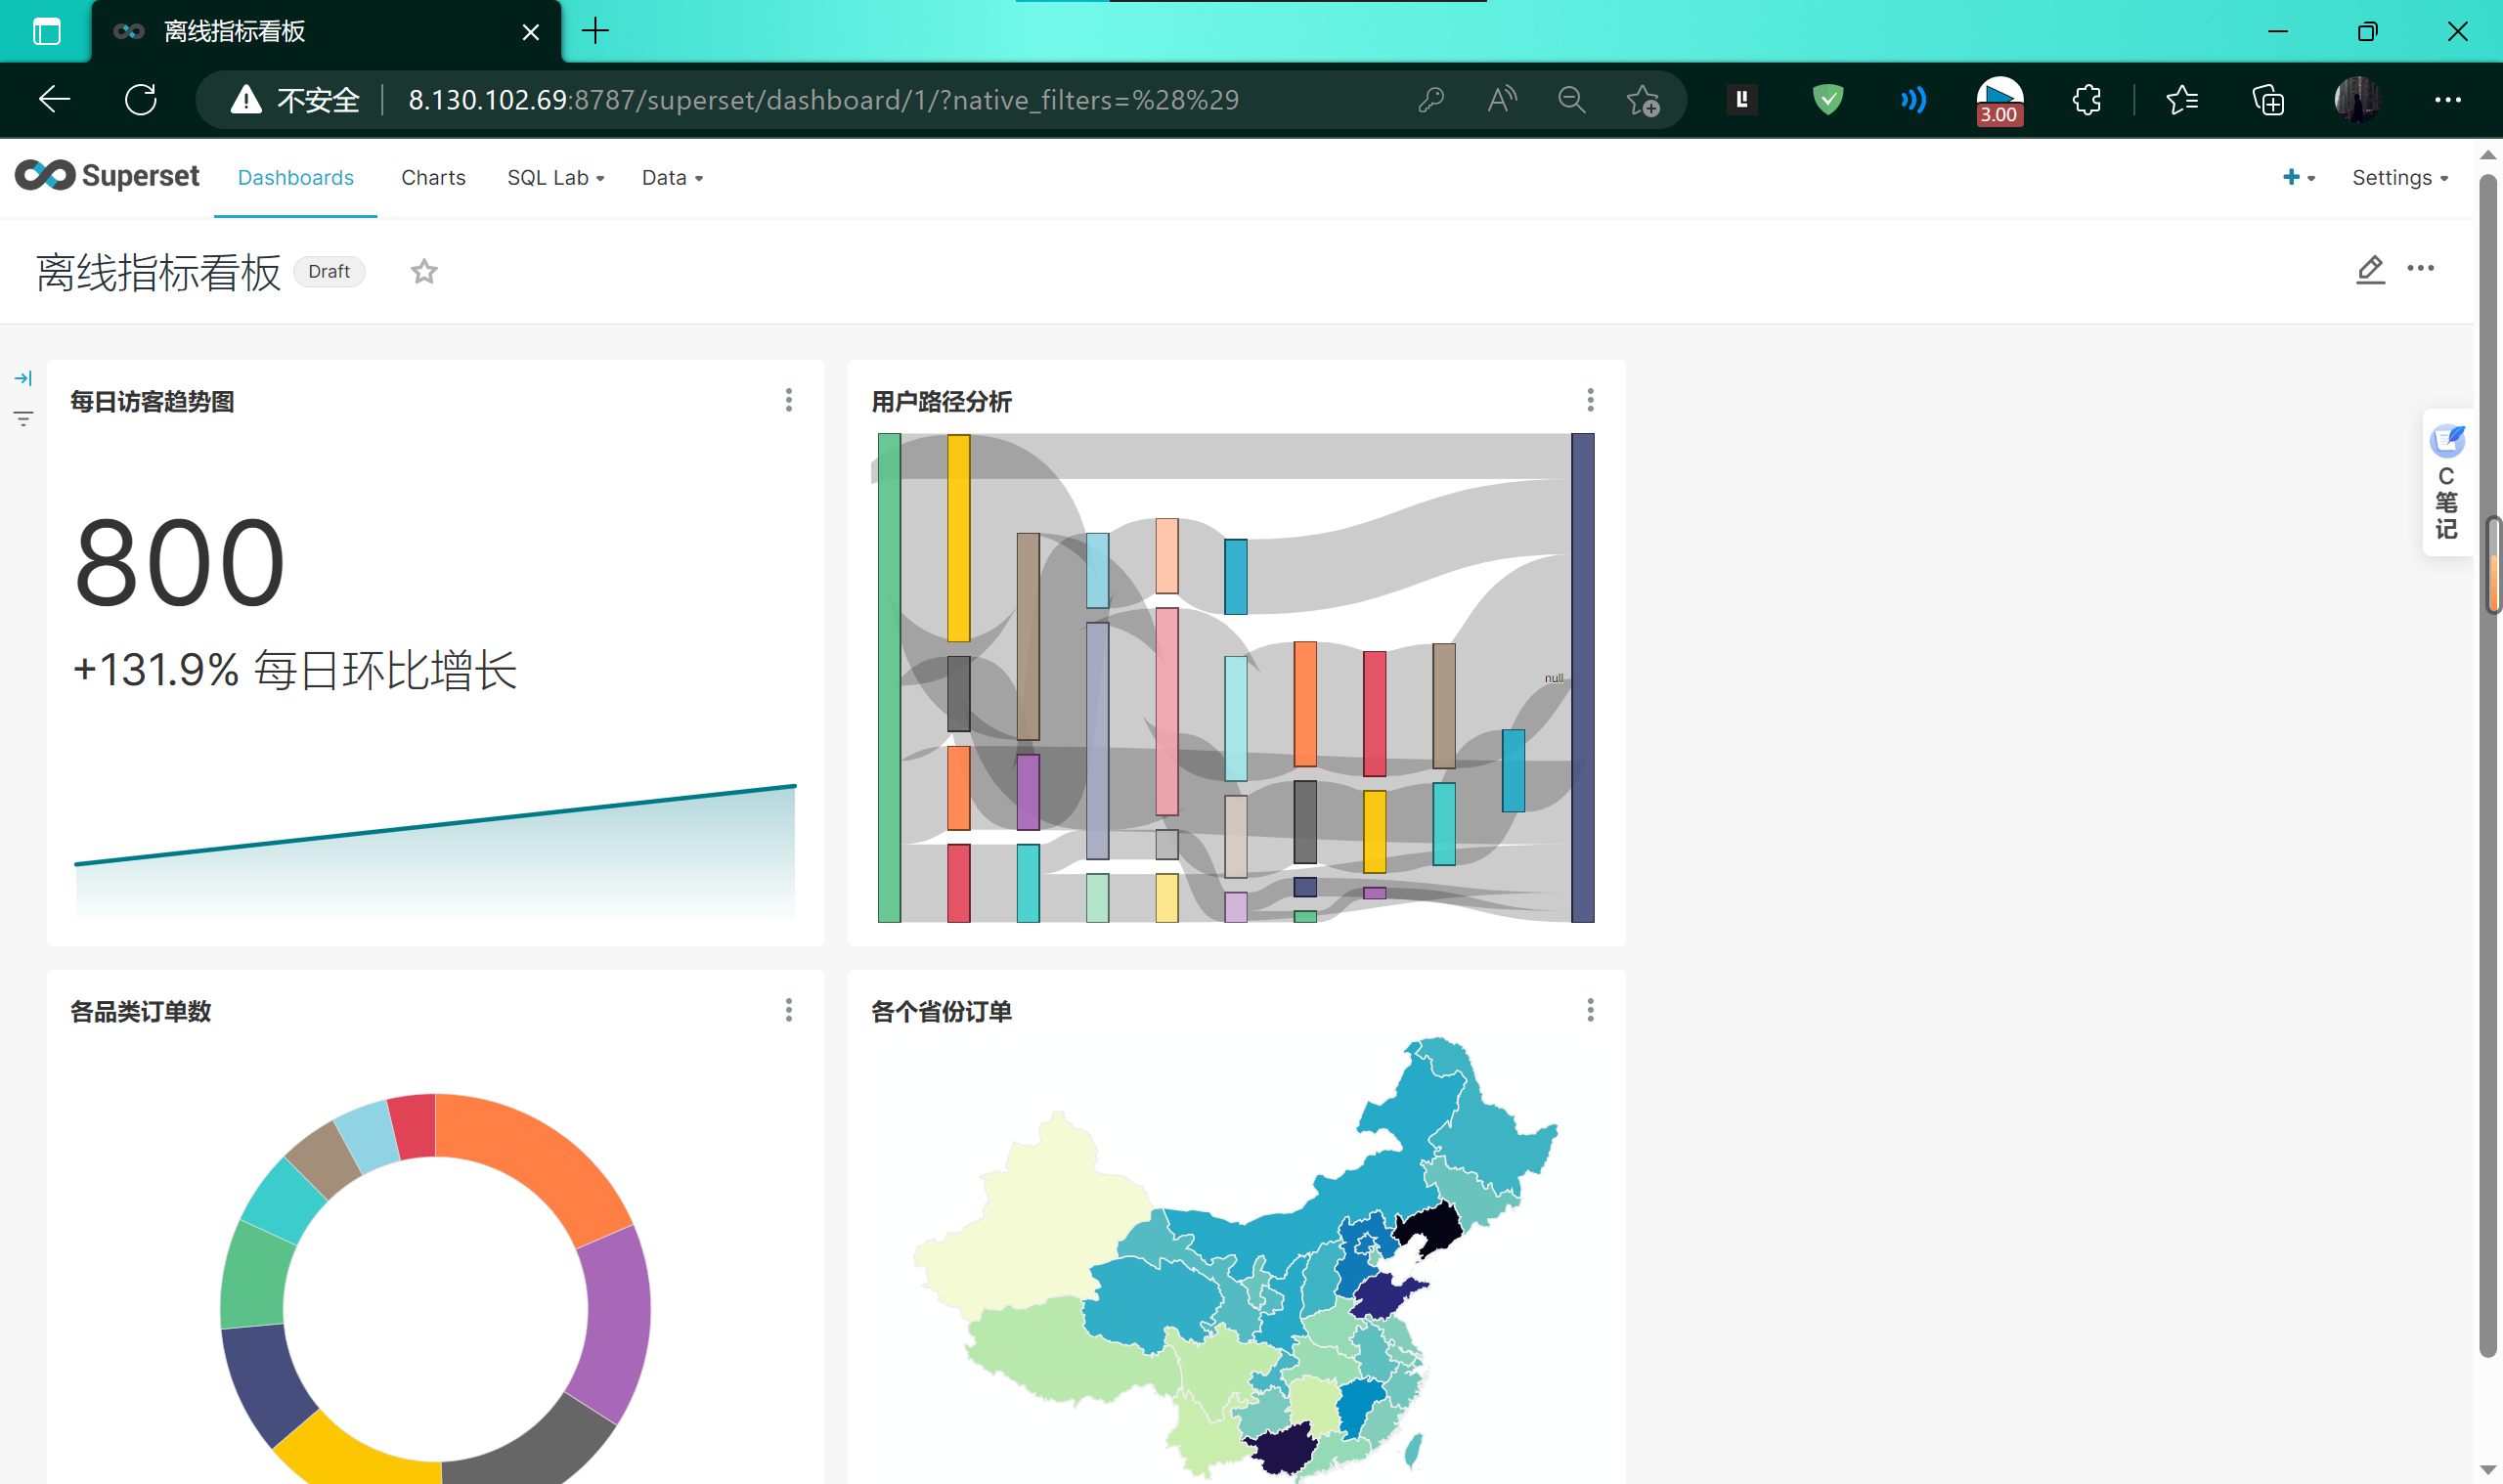 离线指标看板
不安全
8.130.102.69:8787/superset/dashboard/1/?native_filters=%28%29
3.00
Superset
Dashboards
Charts
SQL Lab
Data
Settings
离线指标看板
Draft
每日访客趋势图
800
+131.9% 每日环比增长
用户路径分析
null
C
笔
记
各品类订单数
各个省份订单